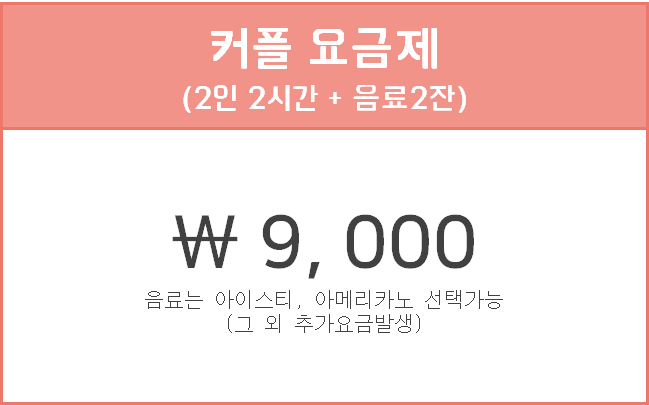 커플 요금제
(2인 2시간 + 음료2잔)
₩ 9, 000
음료는 아이스티, 아메리카노 선택가능
(그 외 추가요금발생)